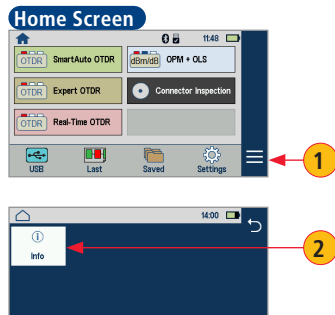 Home Screen
11:48
OTDR SmartAuto OTDR
dBm/dB OPM + OLS
OTDR Expert OTDR
Connector Inspection
OTDR Real-Time OTDR
USB Last Saved Settings
1
14:00
Info
2